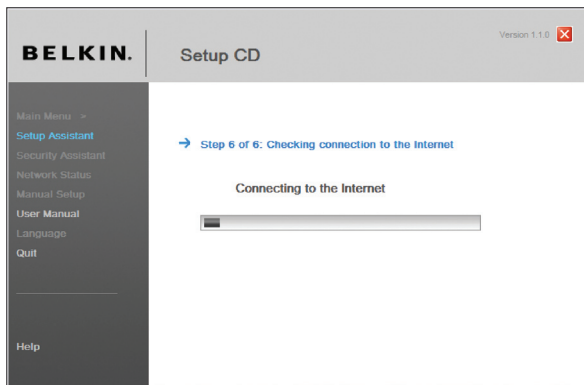 BELKIN.
Setup CD
Version 1.1.0
Main Menu >
Setup Assistant
Security Assistant
Network Status
Manual Setup
User Manual
Language
Quit
Help
Step 6 of 6: Checking connection to the Internet
Connecting to the Internet